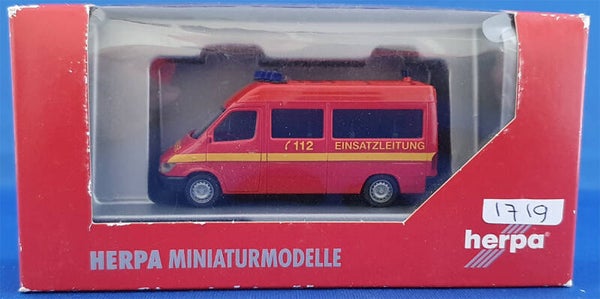 112 EINSATZLEITUNG
1719
HERPA MINIATURMODELLE
herpa